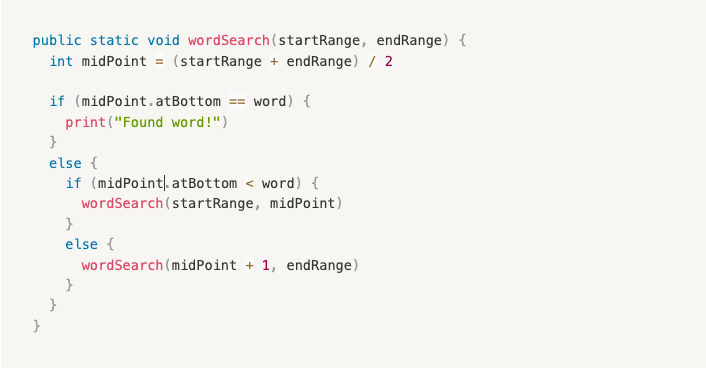 public static void wordSearch(startRange, endRange) {
int midPoint = (startRange + endRange) / 2
if (midPoint.atBottom == word) {
print("Found word!")
}
else {
if (midPoint.atBottom < word) {
wordSearch(startRange, midPoint)
}
else {
wordSearch(midPoint + 1, endRange)
}
}
}